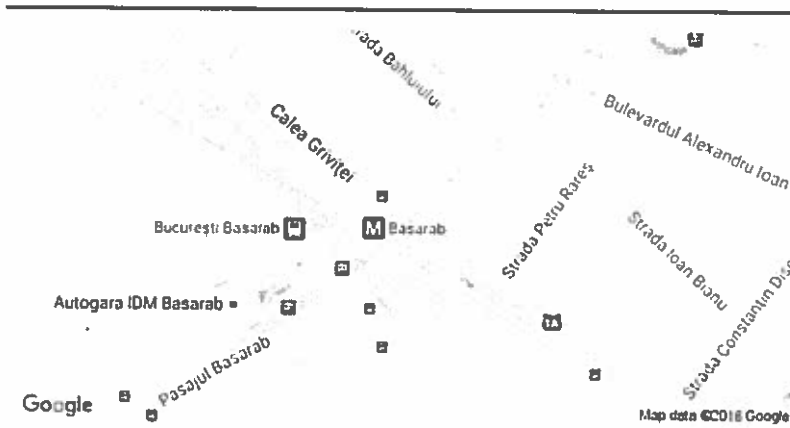 Strada Bahluiului
Bulevardul Alexandru Ioan
Calea Griviței
Strada Petru Rareș
București Basarab
M Basarab
Strada Ioan Bianu
Autogara IDM Basarab
Strada Constantin
Pasajul Basarab
Google
Map data ©2016 Google